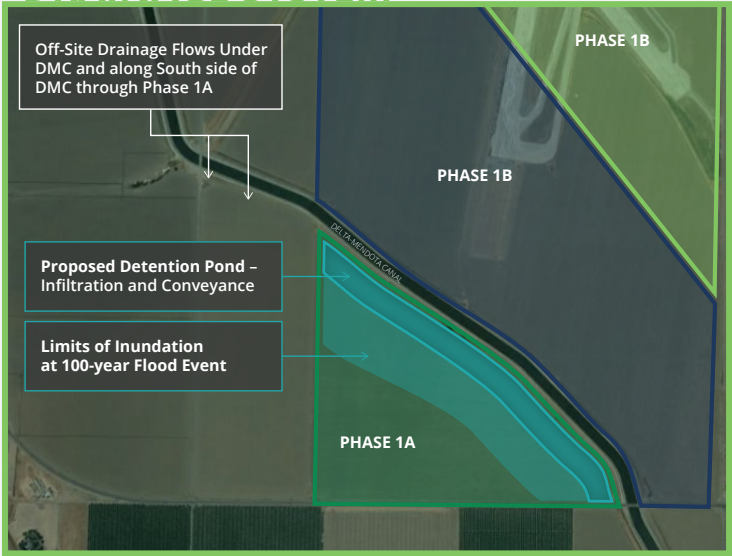 Off-Site Drainage Flows Under
DMC and along South side of
DMC through Phase 1A
PHASE 1B
PHASE 1B
DELTA-MENDOTA CANAL
Proposed Detention Pond –
Infiltration and Conveyance
Limits of Inundation
at 100-year Flood Event
PHASE 1A